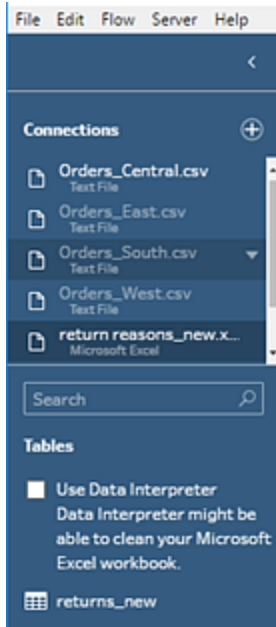 File Edit Flow Server Help
Connections
Orders_Central.csv
Text File
Orders_East.csv
Text File
Orders_South.csv
Text File
Orders_West.csv
Text File
return reasons_new.x...
Microsoft Excel
Search
Tables
Use Data Interpreter
Data Interpreter might be
able to clean your Microsoft
Excel workbook.
returns_new